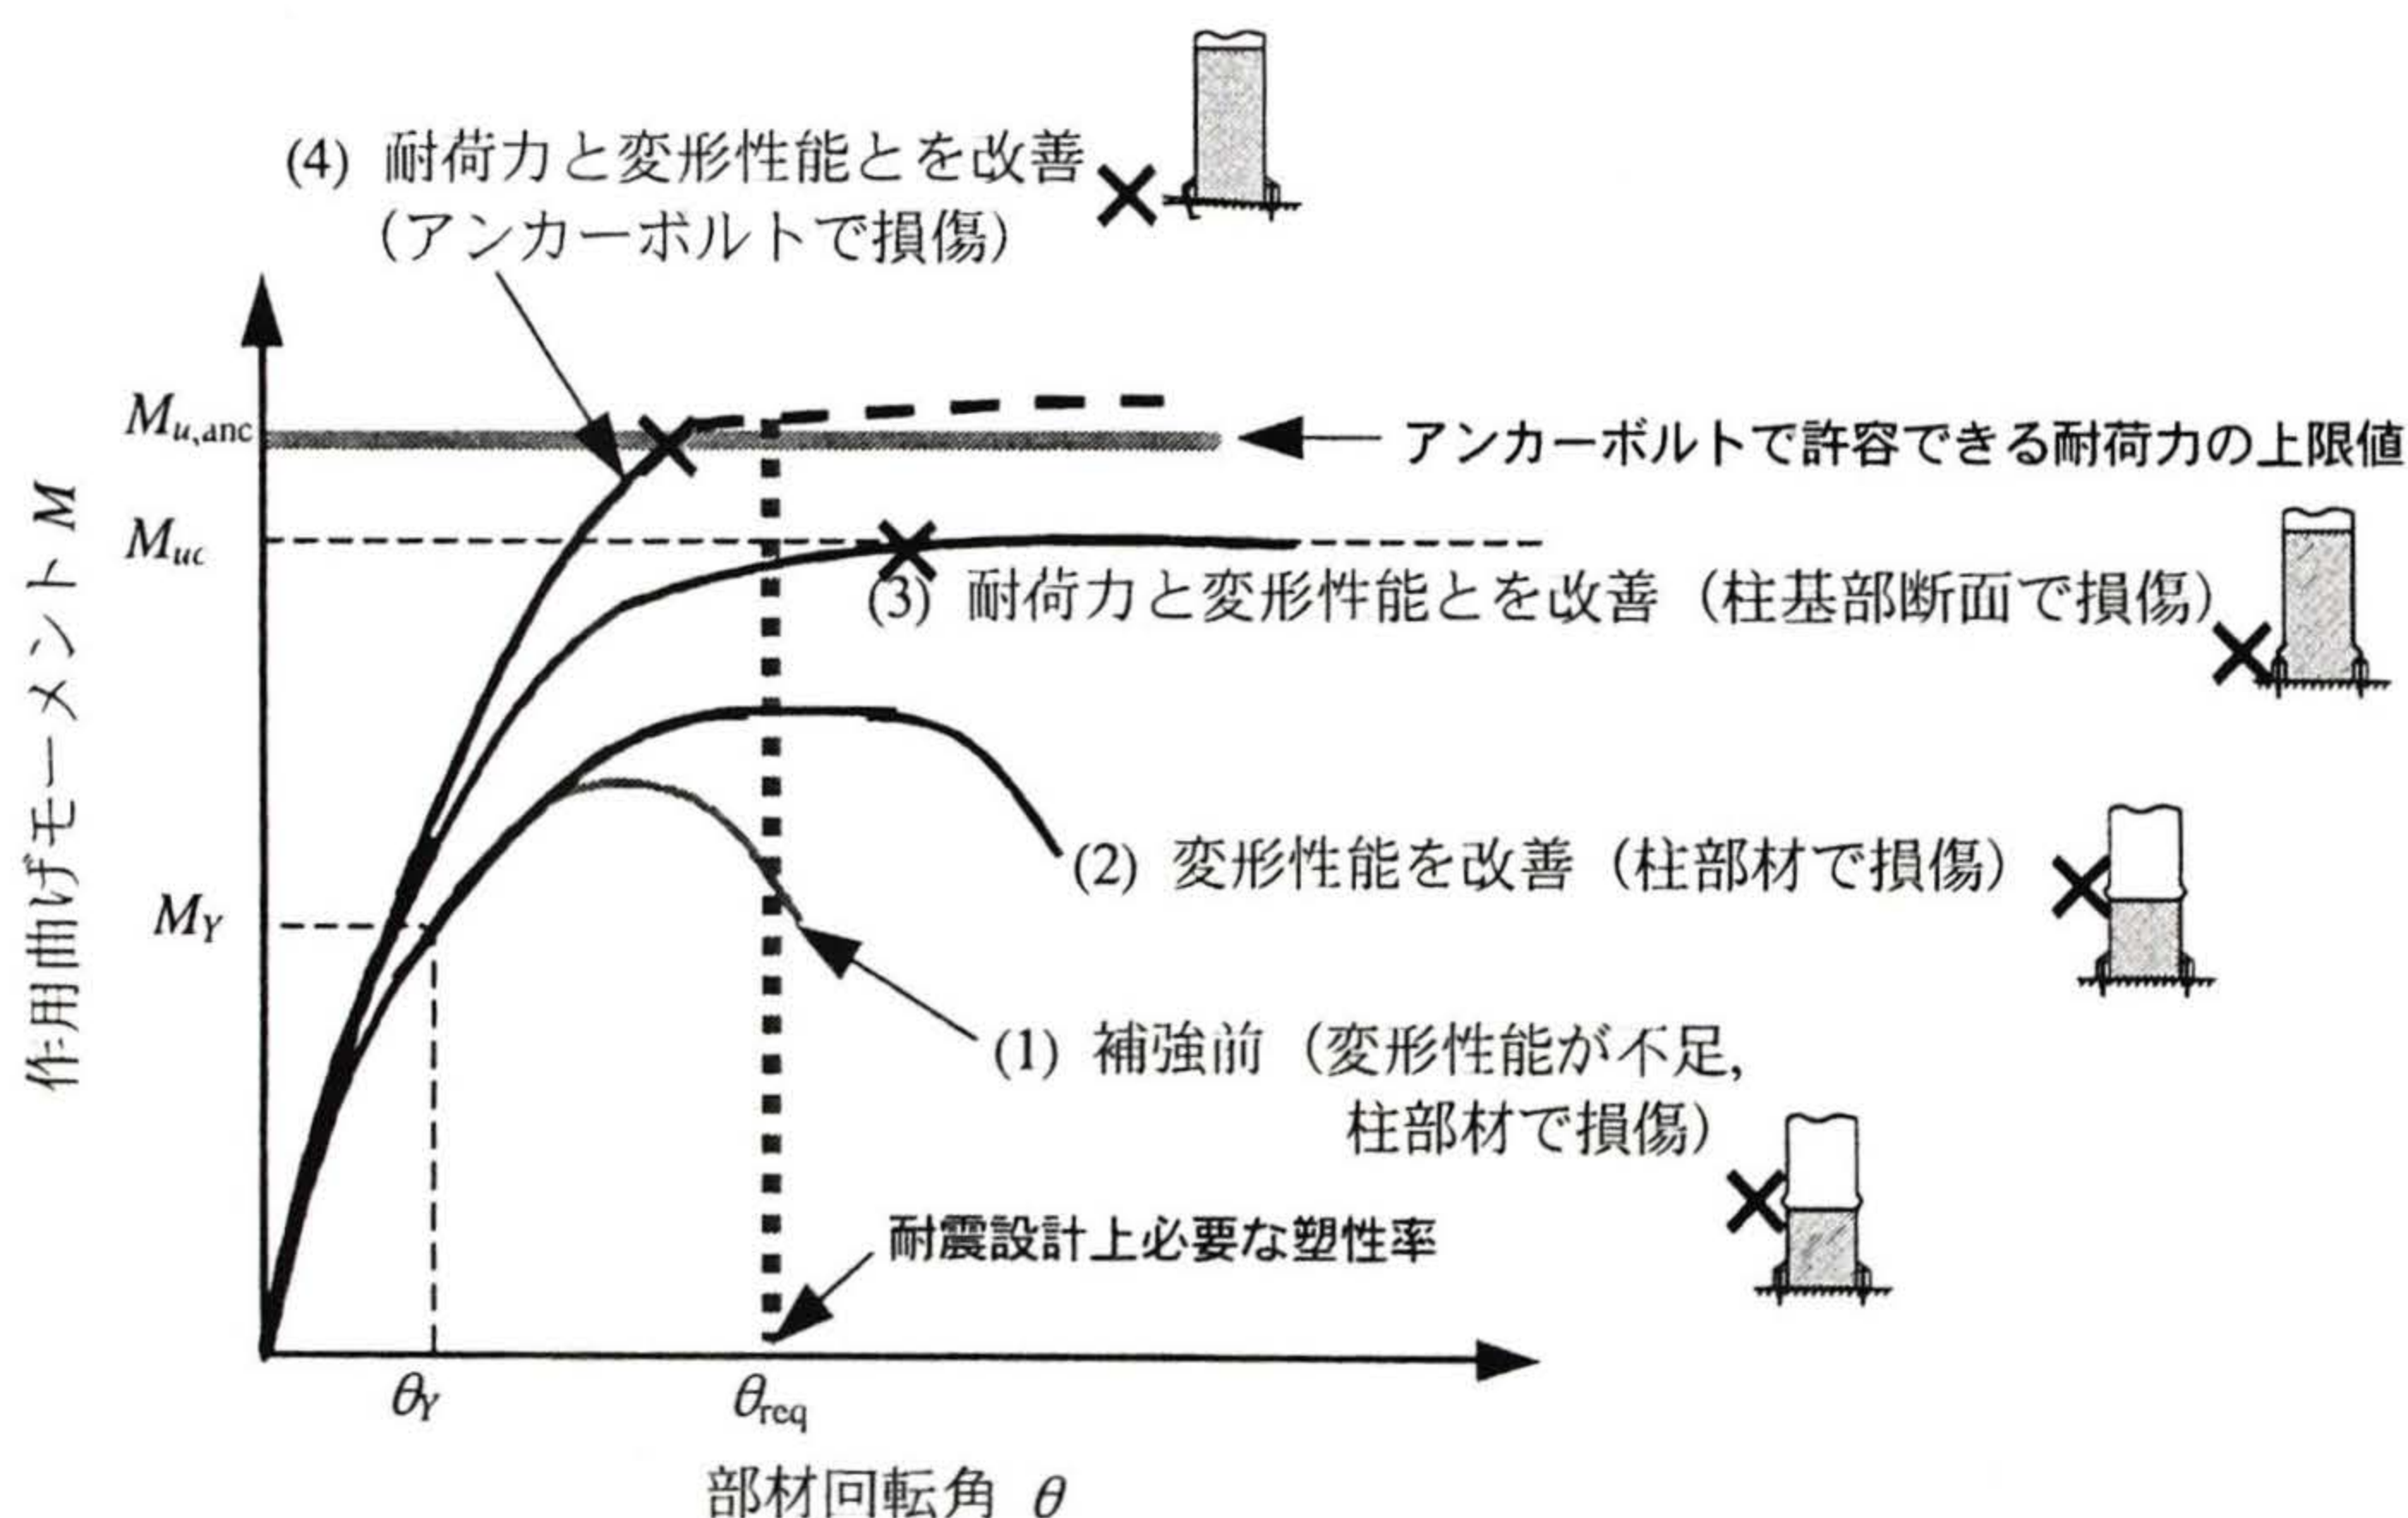 (4) 耐荷力と変形性能とを改善
（アンカーボルトで損傷）
Mu,anc
アンカーボルトで許容できる耐荷力の上限値
Muc
(3) 耐荷力と変形性能とを改善（柱基部断面で損傷）
作用曲げモーメント M
(2) 変形性能を改善（柱部材で損傷）
MY
(1) 補強前（変形性能が不足,
柱部材で損傷）
耐震設計上必要な塑性率
θY
θreq
部材回転角 θ